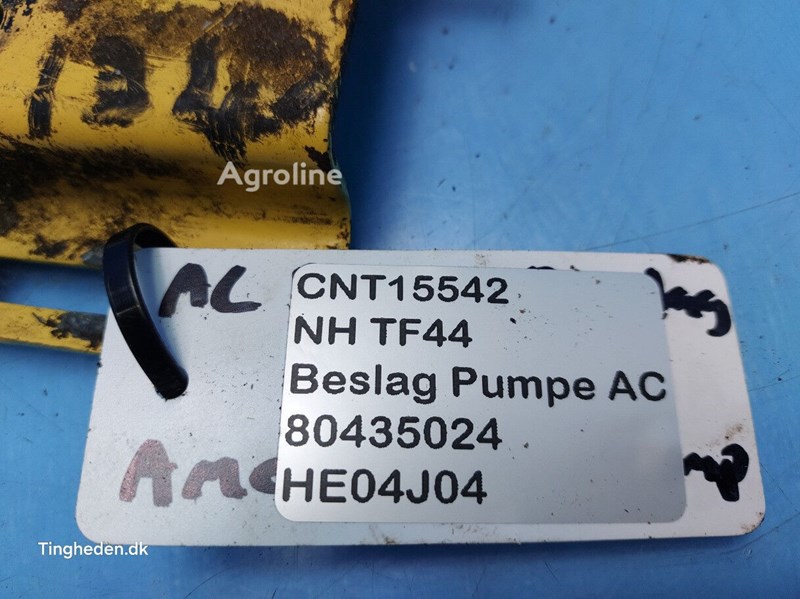 Agroline
AC
CNT15542
NH TF44
Beslag Pumpe AC
80435024
HE04J04
Tingheden.dk